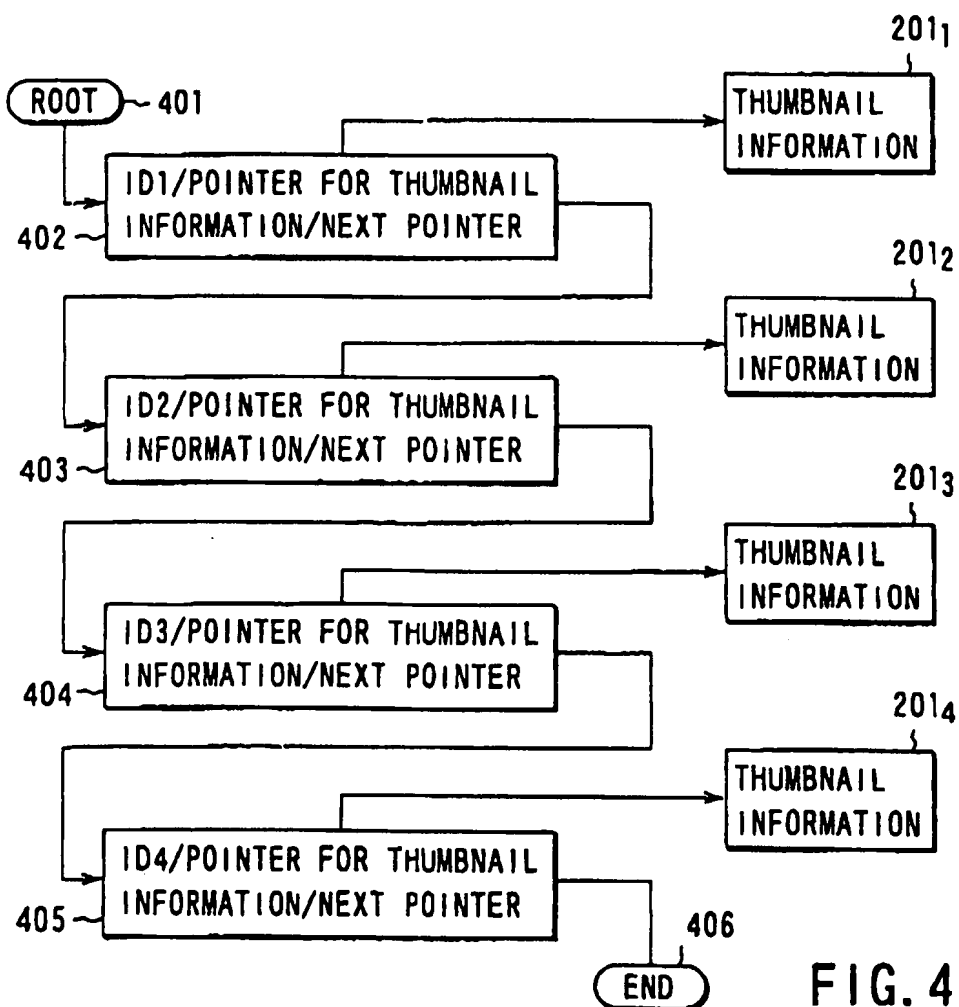 201₁
ROOT
401
THUMBNAIL
INFORMATION
ID1/POINTER FOR THUMBNAIL
INFORMATION/NEXT POINTER
402
201₂
THUMBNAIL
INFORMATION
ID2/POINTER FOR THUMBNAIL
INFORMATION/NEXT POINTER
403
201₃
THUMBNAIL
INFORMATION
ID3/POINTER FOR THUMBNAIL
INFORMATION/NEXT POINTER
404
201₄
THUMBNAIL
INFORMATION
ID4/POINTER FOR THUMBNAIL
INFORMATION/NEXT POINTER
405
406
END
FIG. 4